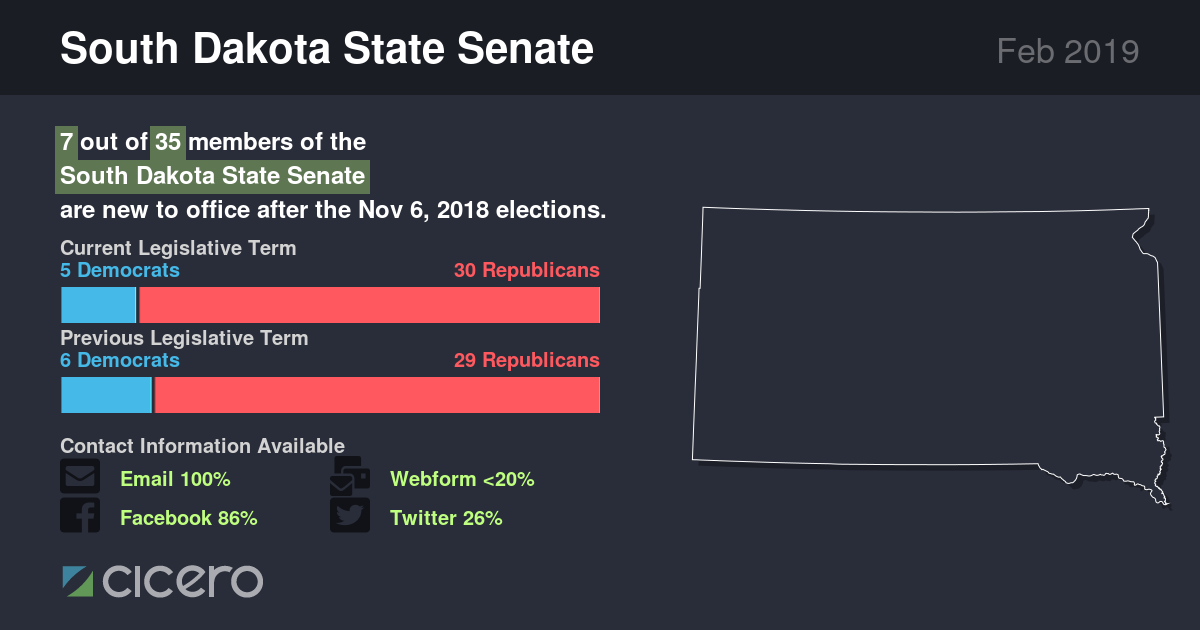 South Dakota State Senate
Feb 2019
7 out of 35 members of the
South Dakota State Senate
are new to office after the Nov 6, 2018 elections.
Current Legislative Term
5 Democrats
30 Republicans
Previous Legislative Term
6 Democrats
29 Republicans
Contact Information Available
Email 100%
Webform <20%
Facebook 86%
Twitter 26%
cicero